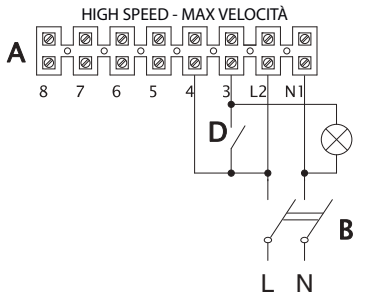 HIGH SPEED - MAX VELOCITÀ
A
8 7 6 5 4 3 L2 N1
D
B
L N